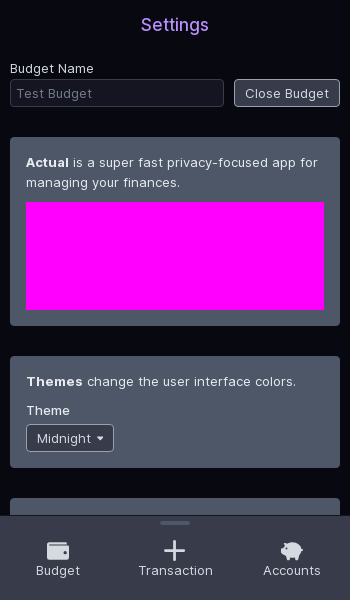 Settings
Budget Name
Test Budget
Close Budget
Actual is a super fast privacy-focused app for
managing your finances.
Themes change the user interface colors.
Theme
Midnight
Budget
Transaction
Accounts